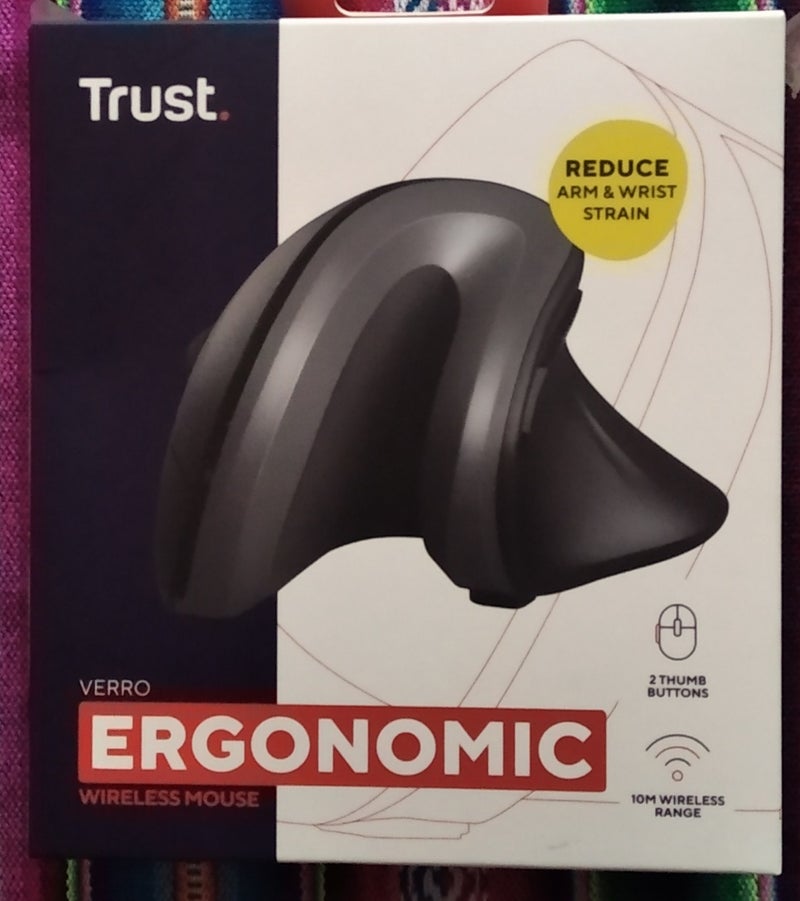 Trust.
REDUCE
ARM & WRIST
STRAIN
2 THUMB
BUTTONS
VERRO
ERGONOMIC
WIRELESS MOUSE
10M WIRELESS
RANGE